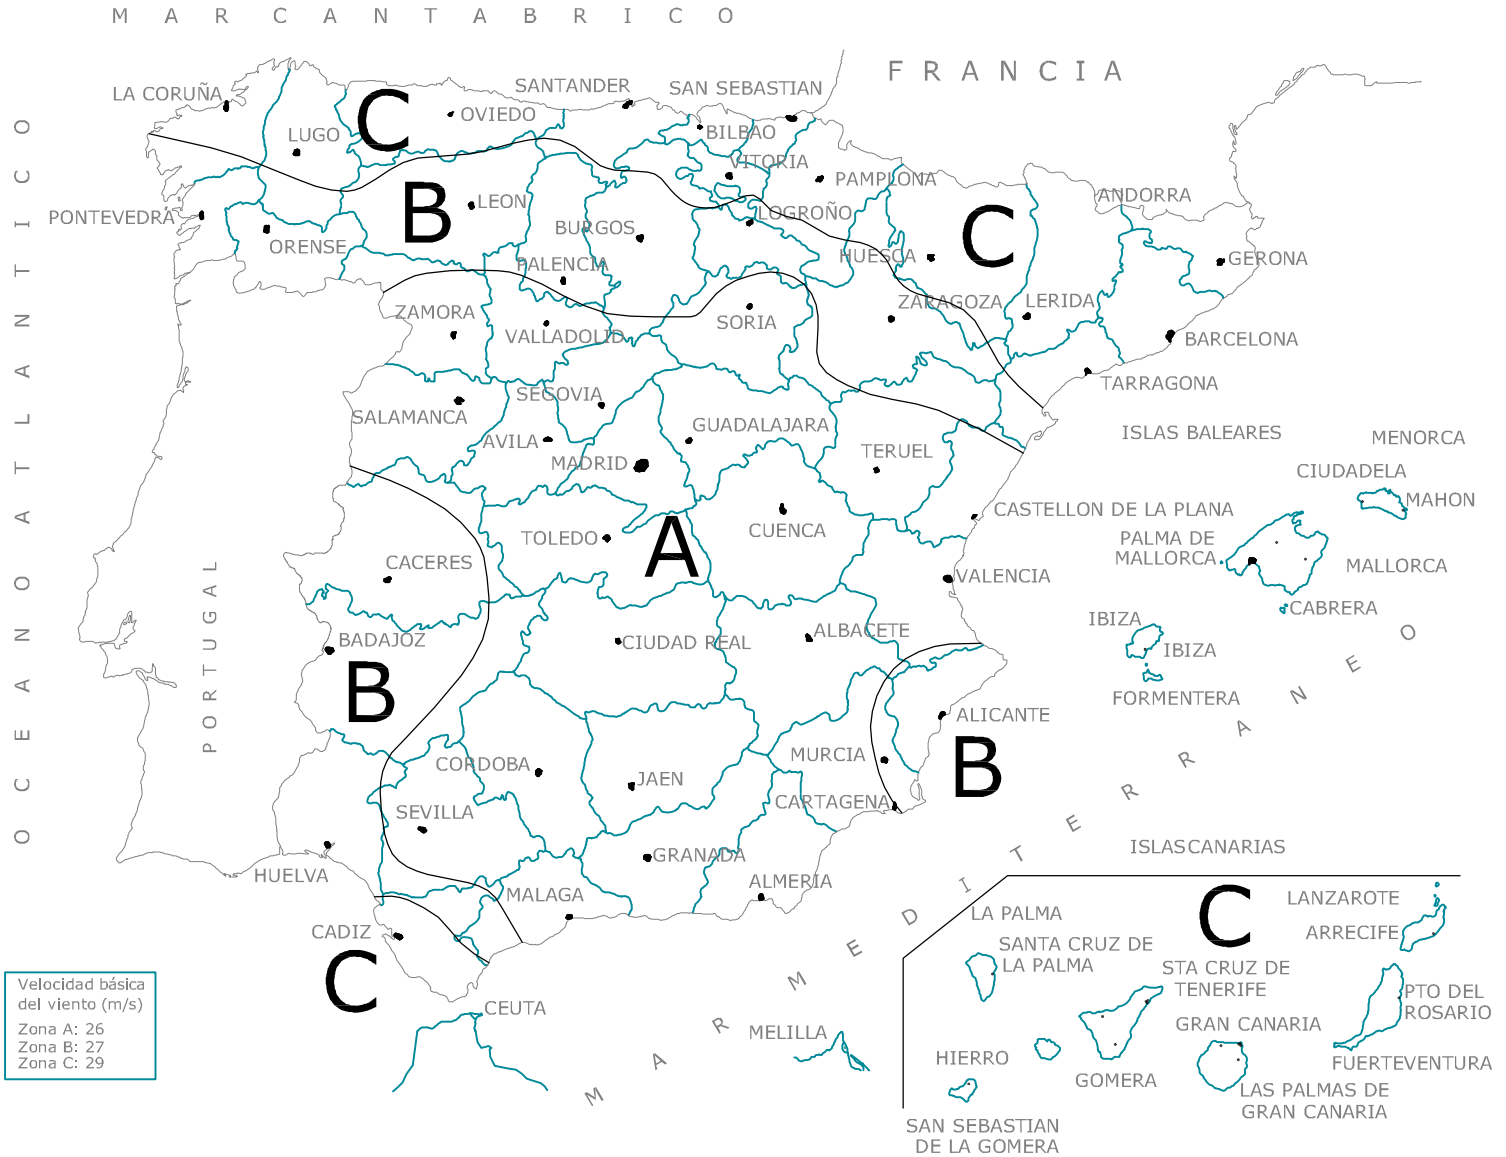 M A R C A N T A B R I C O
F R A N C I A
O C E A N O A T L A N T I C O
P O R T U G A L
M A R M E D I T E R R A N E O
LA CORUÑA
LUGO
C
OVIEDO
SANTANDER
SAN SEBASTIAN
BILBAO
VITORIA
PAMPLONA
ANDORRA
PONTEVEDRA
ORENSE
B
LEON
BURGOS
LOGROÑO
HUESCA
C
GERONA
PALENCIA
ZAMORA
VALLADOLID
SORIA
ZARAGOZA
LERIDA
BARCELONA
TARRAGONA
SALAMANCA
SEGOVIA
AVILA
GUADALAJARA
MADRID
TERUEL
ISLAS BALEARES
MENORCA
CIUDADELA
MAHON
CASTELLON DE LA PLANA
PALMA DE
MALLORCA
MALLORCA
CABRERA
IBIZA
IBIZA
FORMENTERA
TOLEDO
A
CUENCA
CACERES
VALENCIA
BADAJOZ
B
CIUDAD REAL
ALBACETE
ALICANTE
B
MURCIA
CARTAGENA
CORDOBA
JAEN
SEVILLA
HUELVA
GRANADA
MALAGA
ALMERIA
CADIZ
C
CEUTA
MELILLA
ISLASCANARIAS
C
LANZAROTE
ARRECIFE
LA PALMA
SANTA CRUZ DE
LA PALMA
STA CRUZ DE
TENERIFE
GRAN CANARIA
PTO DEL
ROSARIO
HIERRO
GOMERA
FUERTEVENTURA
LAS PALMAS DE
GRAN CANARIA
SAN SEBASTIAN
DE LA GOMERA
Velocidad básica
del viento (m/s)
Zona A: 26
Zona B: 27
Zona C: 29